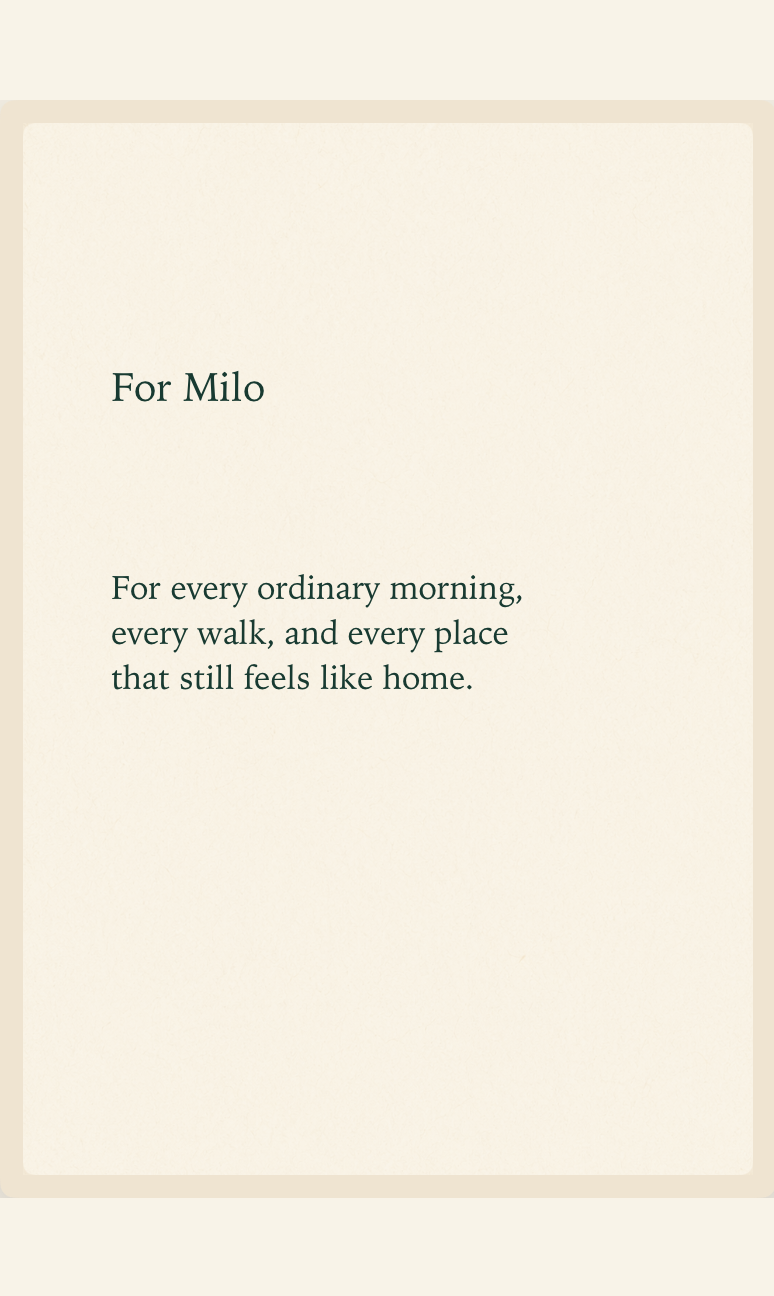 For Milo
For every ordinary morning,
every walk, and every place
that still feels like home.